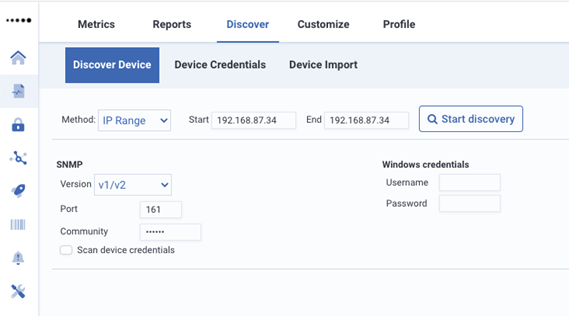 Metrics Reports Discover Customize Profile
Discover Device Device Credentials Device Import
Method: IP Range Start 192.168.87.34 End 192.168.87.34 Start discovery
SNMP Windows credentials
Version v1/v2 Username
Port 161 Password
Community ••••••
Scan device credentials